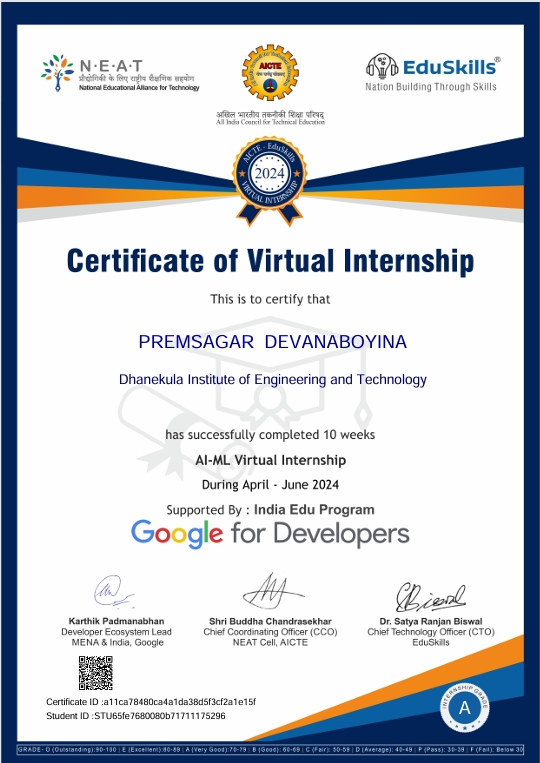 N·E·A·T
प्रौद्योगिकी के लिए राष्ट्रीय शैक्षणिक सहयोग
National Educational Alliance for Technology
AICTE
EduSkills®
Nation Building Through Skills
अखिल भारतीय तकनीकी शिक्षा परिषद्
All India Council for Technical Education
AICTE - EduSkills
2024
VIRTUAL INTERNSHIP
Certificate of Virtual Internship
This is to certify that
PREMSAGAR DEVANABOYINA
Dhanekula Institute of Engineering and Technology
has successfully completed 10 weeks
AI-ML Virtual Internship
During April - June 2024
Supported By : India Edu Program
Google for Developers
Karthik Padmanabhan
Developer Ecosystem Lead
MENA & India, Google
Shri Buddha Chandrasekhar
Chief Coordinating Officer (CCO)
NEAT Cell, AICTE
Dr. Satya Ranjan Biswal
Chief Technology Officer (CTO)
EduSkills
Certificate ID :a11ca78480ca4a1da38d5f3cf2a1e15f
Student ID :STU65fe7680080b71711175296
INTERNSHIP GRADE
A
GRADE- O (Outstanding):90-100 | E (Excellent):80-89 | A (Very Good):70-79 | B (Good): 60-69 | C (Fair): 50-59 | D (Average): 40-49 | P (Pass): 30-39 | F (Fail): Below 30